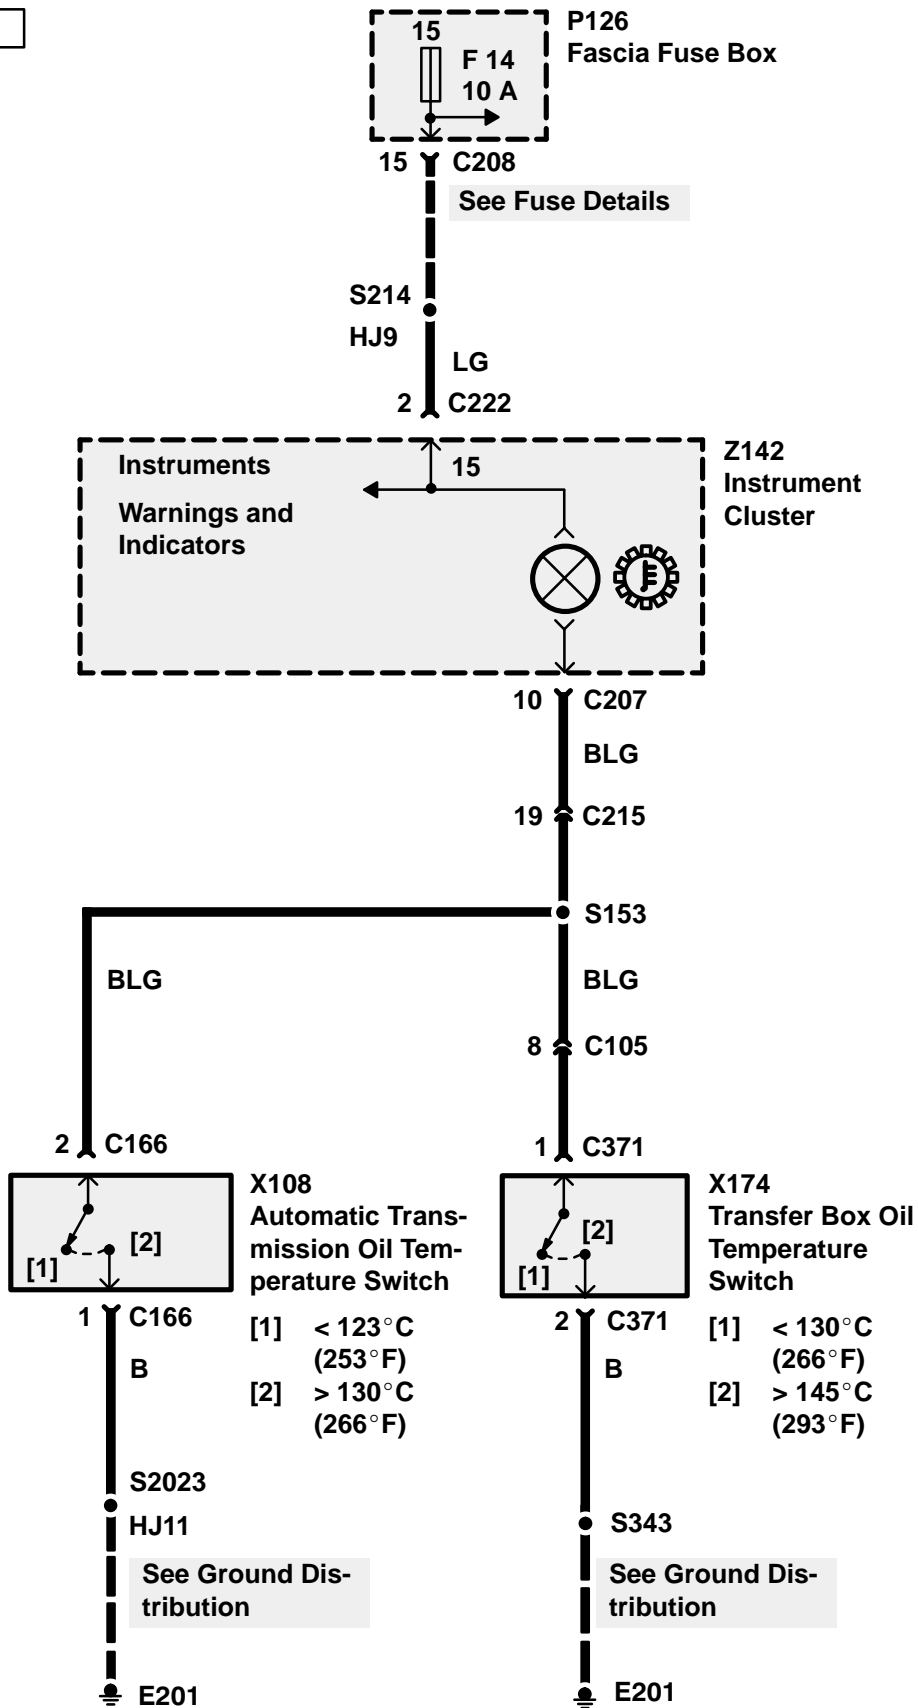 P126
Fascia Fuse Box
15
F 14
10 A
15 C208
See Fuse Details
S214
HJ9
LG
2 C222
Z142
Instrument
Cluster
Instruments
15
Warnings and
Indicators
10 C207
BLG
19 C215
S153
BLG
BLG
8 C105
2 C166
1 C371
X108
Automatic Trans-
mission Oil Tem-
perature Switch
[1] < 123°C
(253°F)
[2] > 130°C
(266°F)
[2]
[1]
X174
Transfer Box Oil
Temperature
Switch
[1] < 130°C
(266°F)
[2] > 145°C
(293°F)
[2]
[1]
1 C166
B
2 C371
B
S2023
HJ11
See Ground Dis-
tribution
E201
S343
See Ground Dis-
tribution
E201